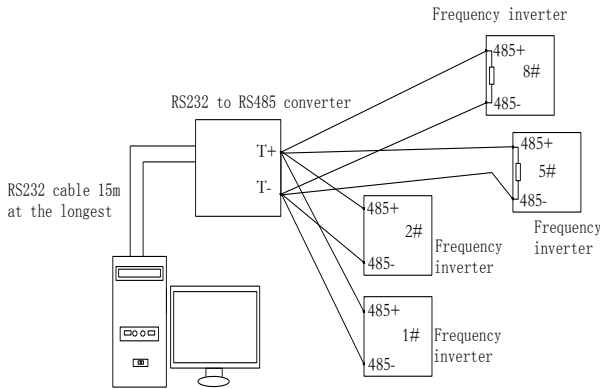 Frequency inverter
485+
8#
485-
RS232 to RS485 converter
T+
T-
485+
5#
485-
Frequency
inverter
RS232 cable 15m
at the longest
485+
2#
485-
Frequency
inverter
485+
1#
485-
Frequency
inverter